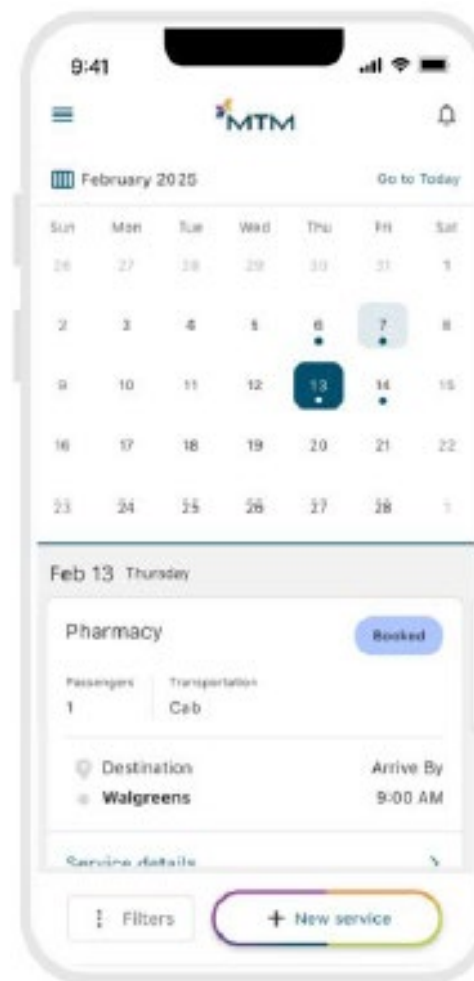 9:41
MTM
February 2025 Go to Today
Sun Mon Tue Wed Thu Fri Sat
26 27 28 29 30 31 1
2 3 4 5 6 7 8
9 10 11 12 13 14 15
16 17 18 19 20 21 22
23 24 25 26 27 28 1
Feb 13 Thursday
Pharmacy Booked
Passengers Transportation
1 Cab
Destination Arrive By
Walgreens 9:00 AM
Service details
Filters + New service